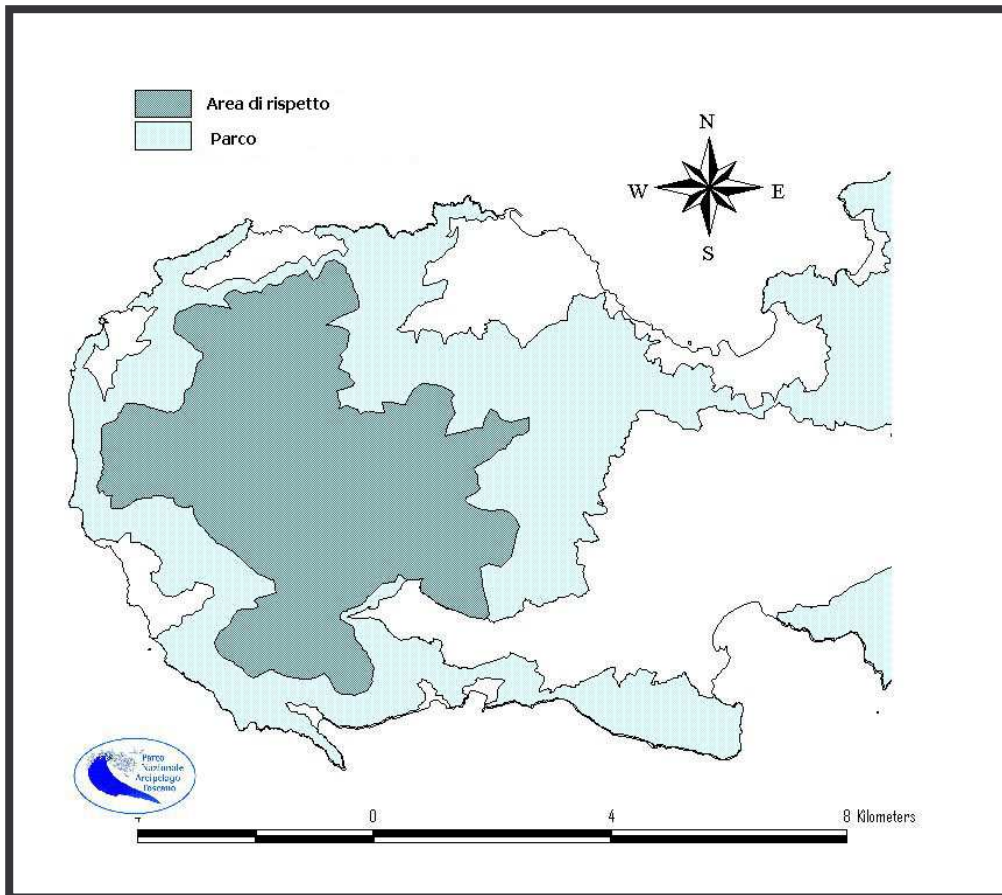 Area di rispetto
Parco
N
W
E
S
Parco
Nazionale
Arcipelago
Toscano
0
4
8 Kilometers